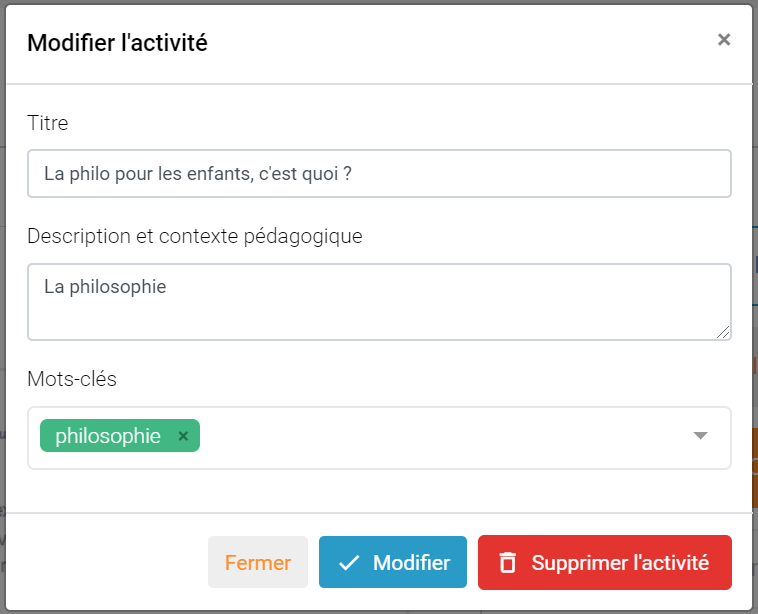 Modifier l'activité ×
Titre
La philo pour les enfants, c'est quoi ?
Description et contexte pédagogique
La philosophie
Mots-clés
philosophie ×
Fermer Modifier Supprimer l'activité